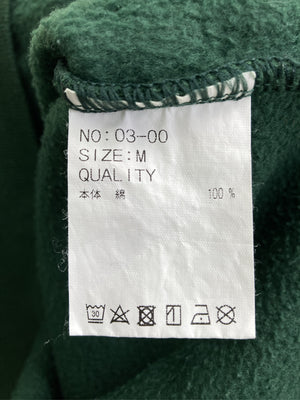 NO:03-00
SIZE:M
QUALITY
本体 綿 100%
30